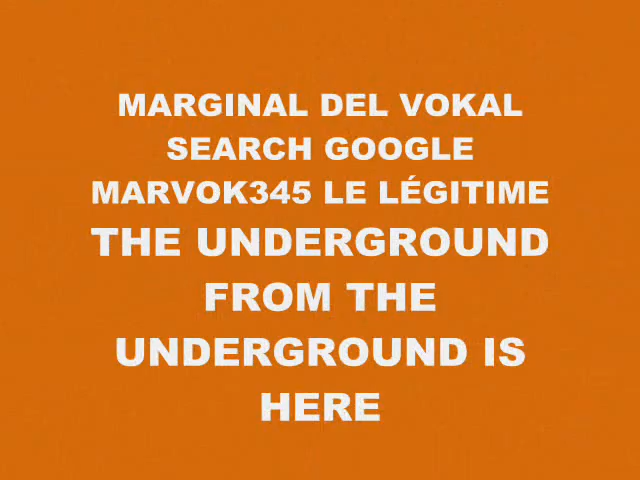 MARGINAL DEL VOKAL
SEARCH GOOGLE
MARVOK345 LE LÉGITIME
THE UNDERGROUND
FROM THE
UNDERGROUND IS
HERE